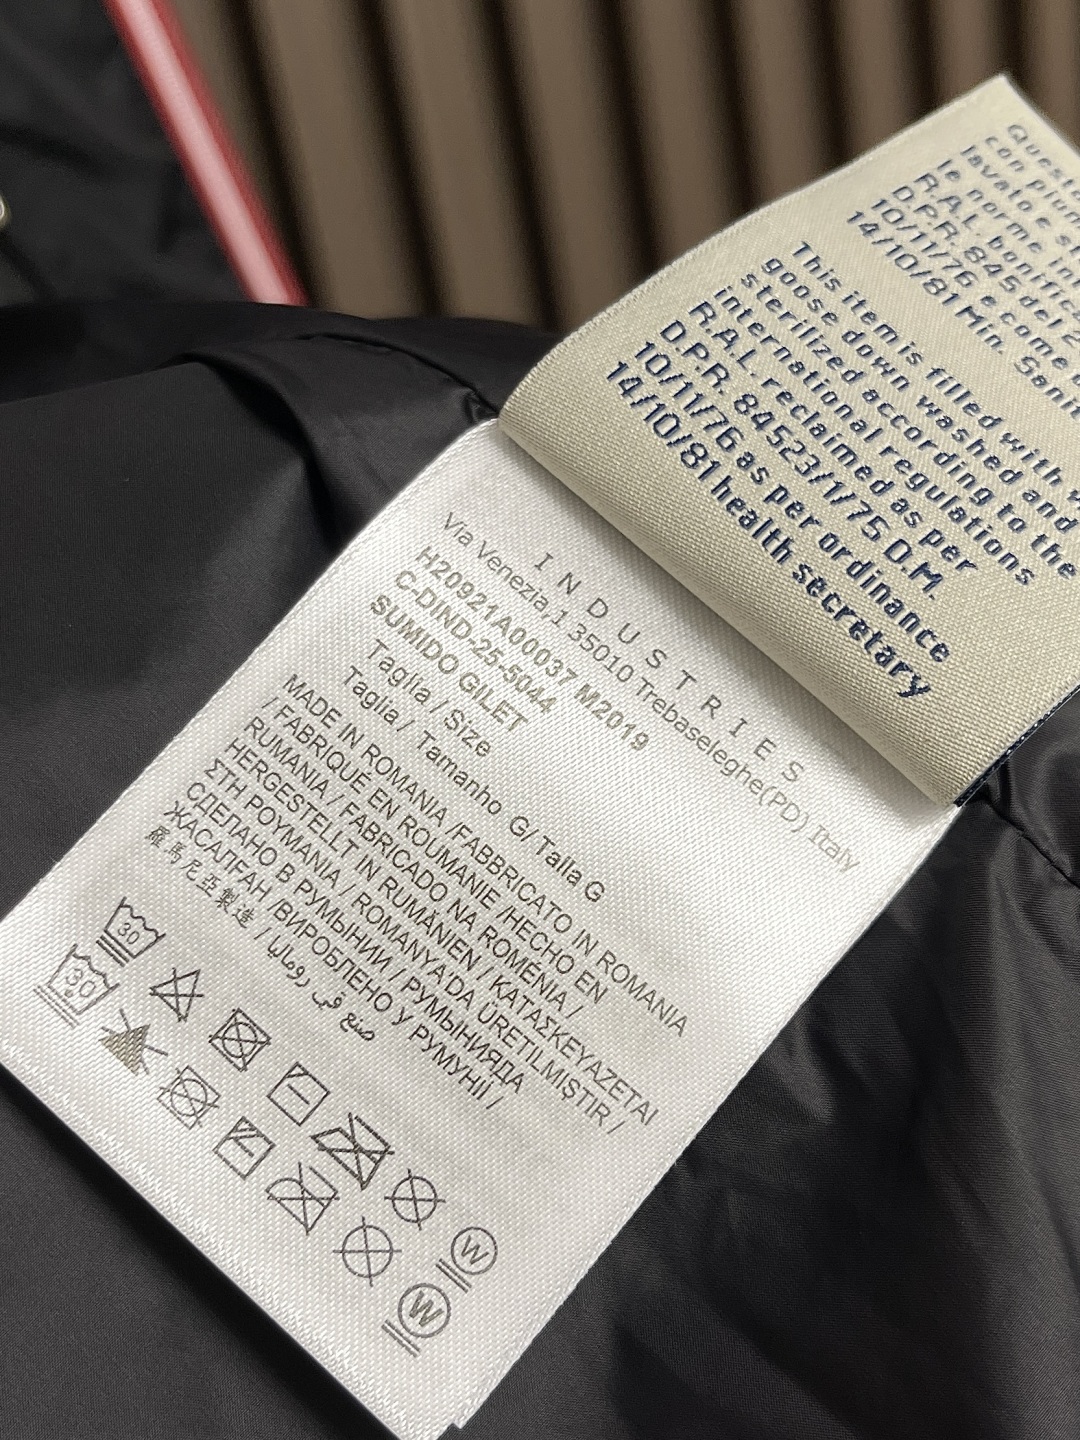 con
lavato e
le norme
R.A.L. bonific
D.P.R. 845 del 2
10/11/76 e come
14/10/81 Min. Sanit
This item is filled with
goose down washed and
sterilized according to the
international regulations
R.A.L. reclaimed as per
D.P.R. 84523/1/75 D.M.
10/11/76 as per ordinance
14/10/81 health secretary
INDUSTRIES
Via Venezia,1 35010 Trebaseleghe(PD) Italy
H20921A00037 M2019
C-DIND-25-5044
SUMIDO GILET
Taglia / Size
Taglia / Tamanho G/ Talla G
MADE IN ROMANIA /FABBRICATO IN ROMANIA
/ FABRIQUÉ EN ROUMANIE /HECHO EN
RUMANIA / FABRICADO NA ROMÉNIA /
HERGESTELLT IN RUMÄNIEN / ΚΑΤΑΣΚΕΥΑΖΕΤΑΙ
ΣΤΗ ΡΟΥΜΑΝΙΑ / ROMANYA'DA ÜRETİLMİŞTIR /
СДЕЛАНО В РУМЫНИИ / РУМЫНИЯДА
ЖАСАЛҒАН /ВИРОБЛЕНО У РУМУНІЇ /
羅馬尼亞製造 / صنع في رومانيا
30
W
30
W